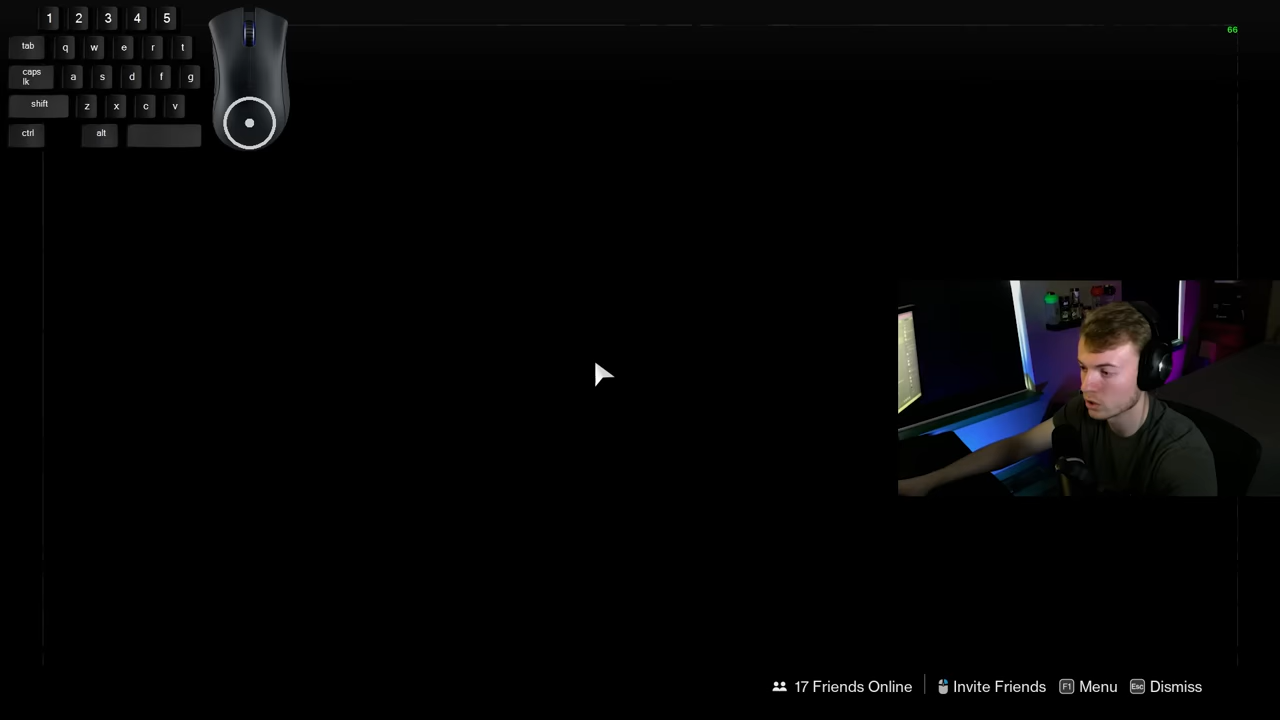 1 2 3 4 5
66
tab q w e r t
caps
lk
a s d f g
shift z x c v
ctrl alt
17 Friends Online Invite Friends F1 Menu Esc Dismiss